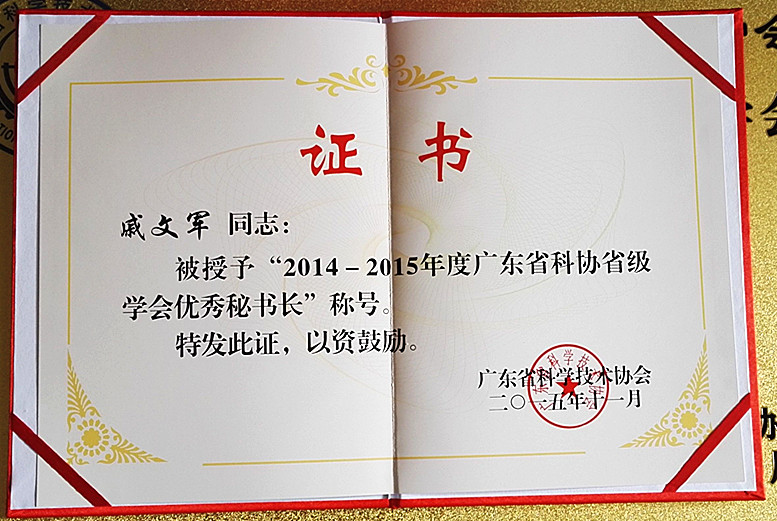 证书
戚文军 同志：
被授予“2014－2015年度广东省科协省级
学会优秀秘书长”称号。
特发此证，以资鼓励。
广东省科学技术协会
二〇一五年十一月